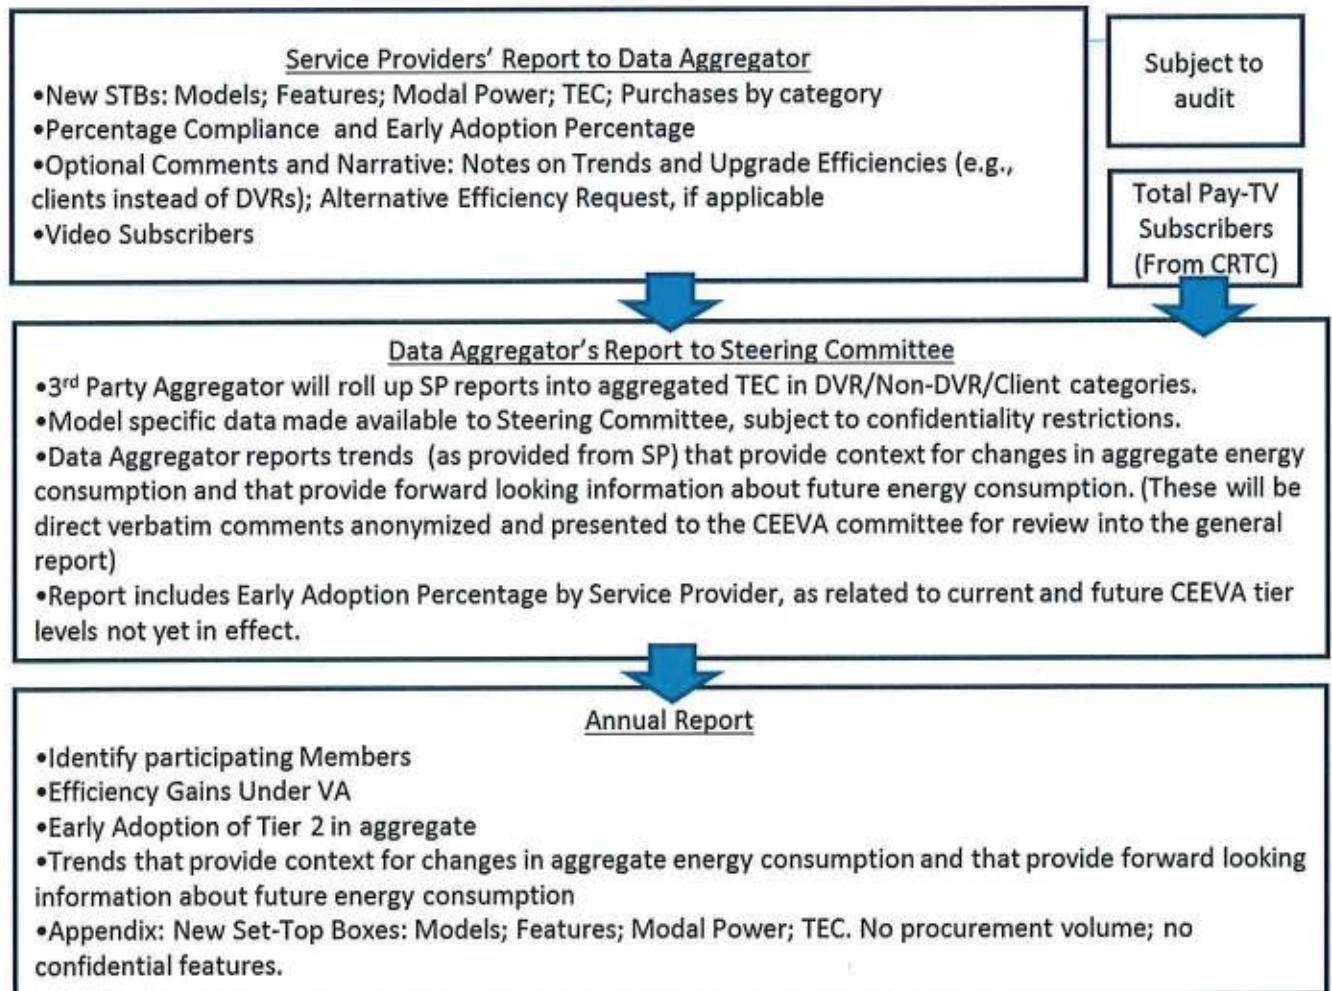 Service Providers' Report to Data Aggregator
•New STBs: Models; Features; Modal Power; TEC; Purchases by category
•Percentage Compliance and Early Adoption Percentage
•Optional Comments and Narrative: Notes on Trends and Upgrade Efficiencies (e.g.,
clients instead of DVRs); Alternative Efficiency Request, if applicable
•Video Subscribers
Subject to
audit
Total Pay-TV
Subscribers
(From CRTC)
Data Aggregator's Report to Steering Committee
•3rd Party Aggregator will roll up SP reports into aggregated TEC in DVR/Non-DVR/Client categories.
•Model specific data made available to Steering Committee, subject to confidentiality restrictions.
•Data Aggregator reports trends (as provided from SP) that provide context for changes in aggregate energy
consumption and that provide forward looking information about future energy consumption. (These will be
direct verbatim comments anonymized and presented to the CEEVA committee for review into the general
report)
•Report includes Early Adoption Percentage by Service Provider, as related to current and future CEEVA tier
levels not yet in effect.
Annual Report
•Identify participating Members
•Efficiency Gains Under VA
•Early Adoption of Tier 2 in aggregate
•Trends that provide context for changes in aggregate energy consumption and that provide forward looking
information about future energy consumption
•Appendix: New Set-Top Boxes: Models; Features; Modal Power; TEC. No procurement volume; no
confidential features.